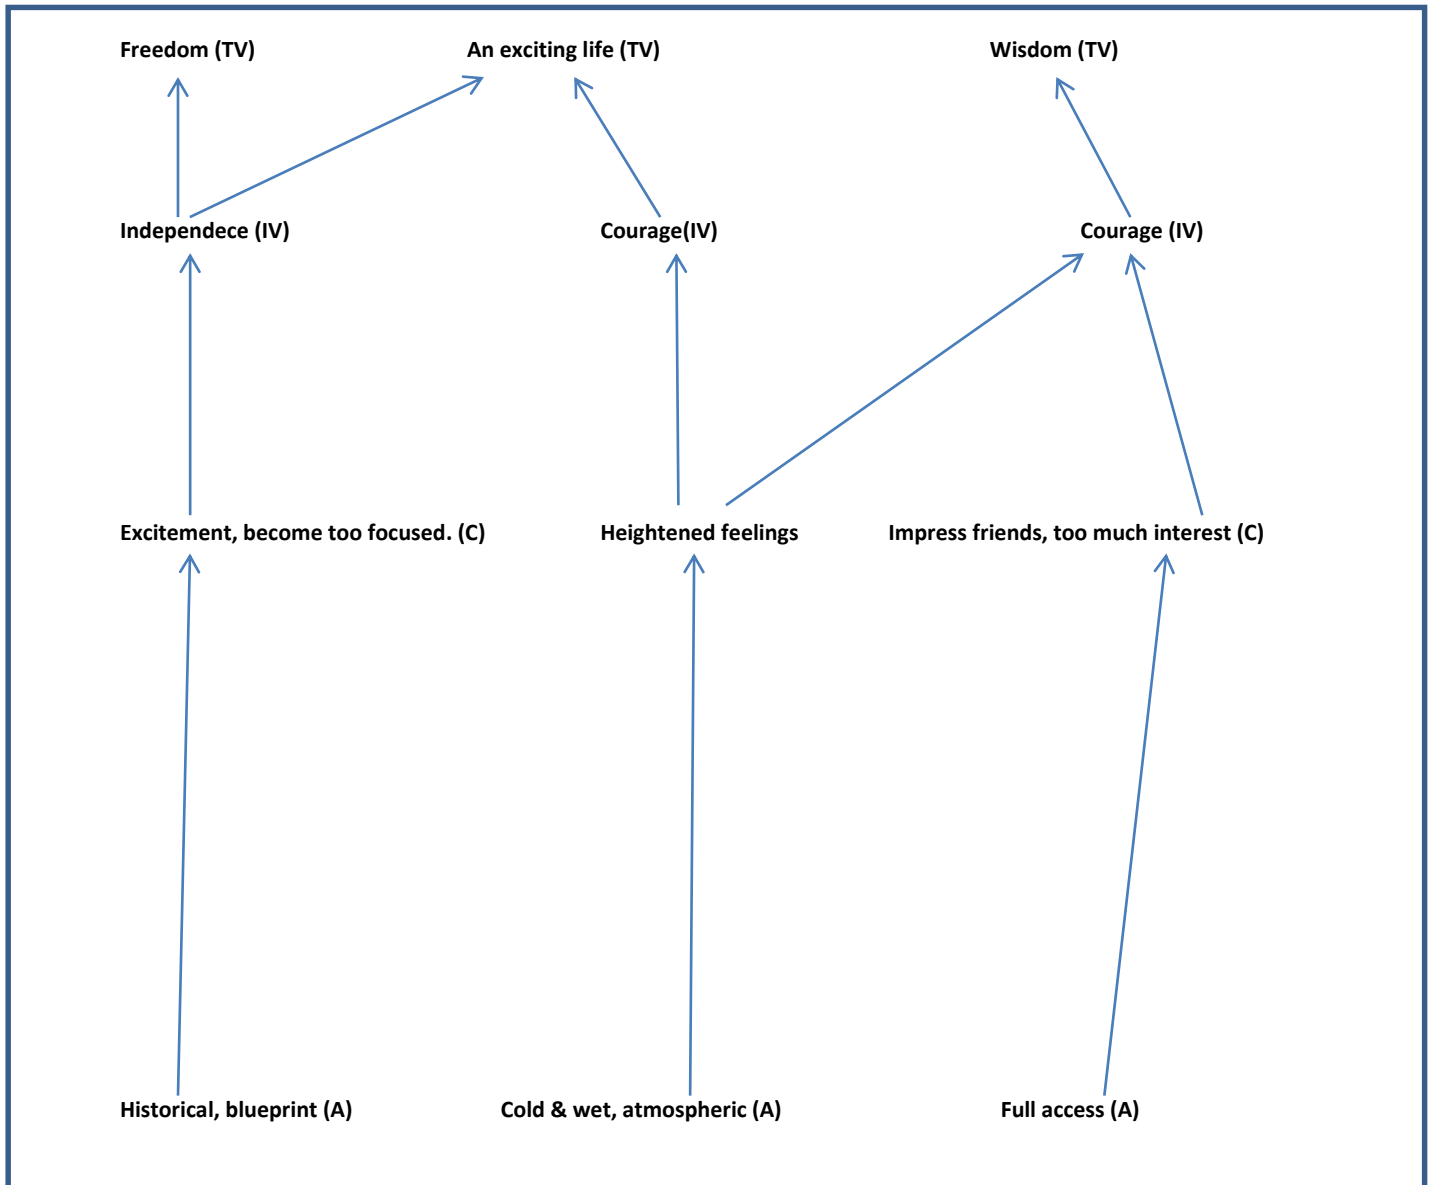 Freedom (TV)
An exciting life (TV)
Wisdom (TV)
Independece (IV)
Courage(IV)
Courage (IV)
Excitement, become too focused. (C)
Heightened feelings
Impress friends, too much interest (C)
Historical, blueprint (A)
Cold & wet, atmospheric (A)
Full access (A)